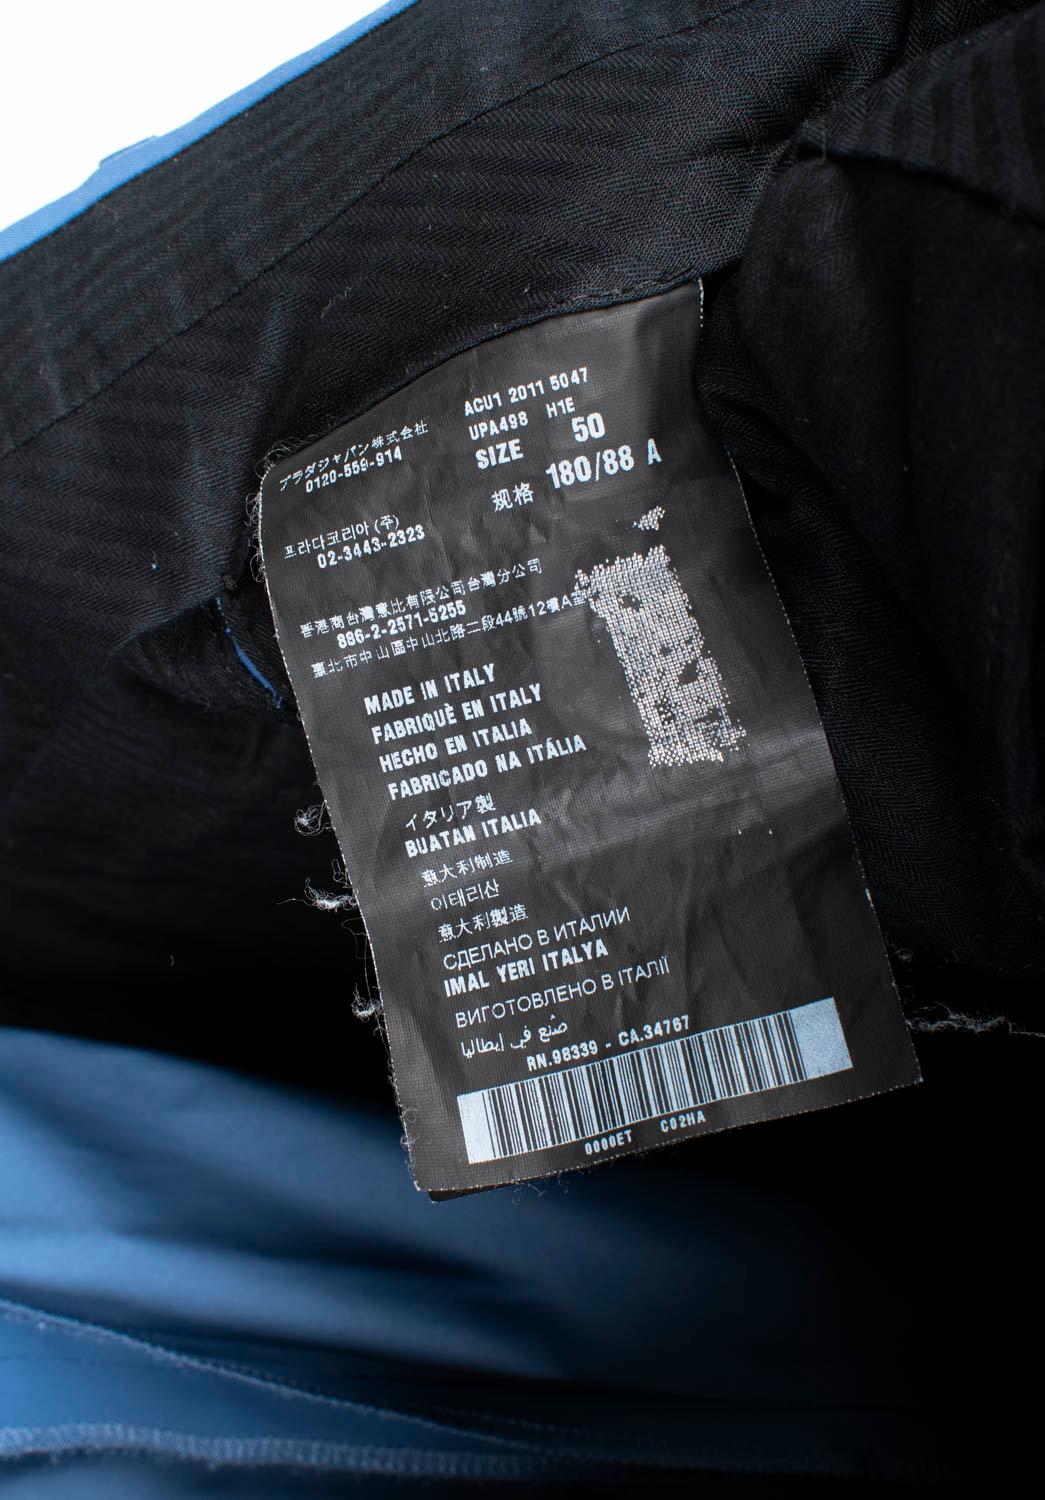 ACU1 2011 5047
UPA498 H1E
SIZE 50
规格 180/88 A
プラダジャパン株式会社
0120-559-914
프라다코리아 (주)
02-3443-2323
香港商台灣意比有限公司台灣分公司
886-2-2571-5255
臺北市中山區中山北路二段44號12樓A室
MADE IN ITALY
FABRIQUÈ EN ITALY
HECHO EN ITALIA
FABRICADO NA ITÁLIA
イタリア製
BUATAN ITALIA
意大利制造
이태리산
意大利製造
СДЕЛАНО В ИТАЛИИ
IMAL YERI ITALYA
ВИГОТОВЛЕНО В ІТАЛІЇ
صُنع في إيطاليا
RN.98339 - CA.34767
0000ET C02HA